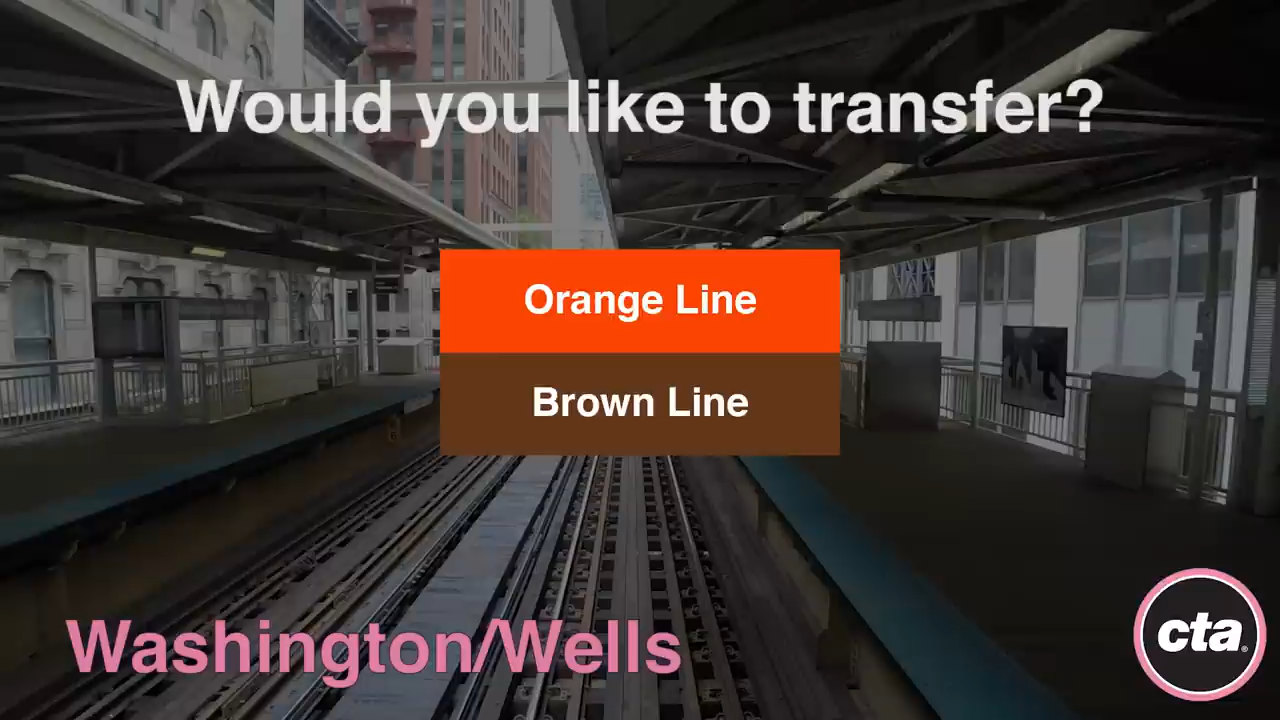 Would you like to transfer?
Orange Line
Brown Line
Washington/Wells
cta®